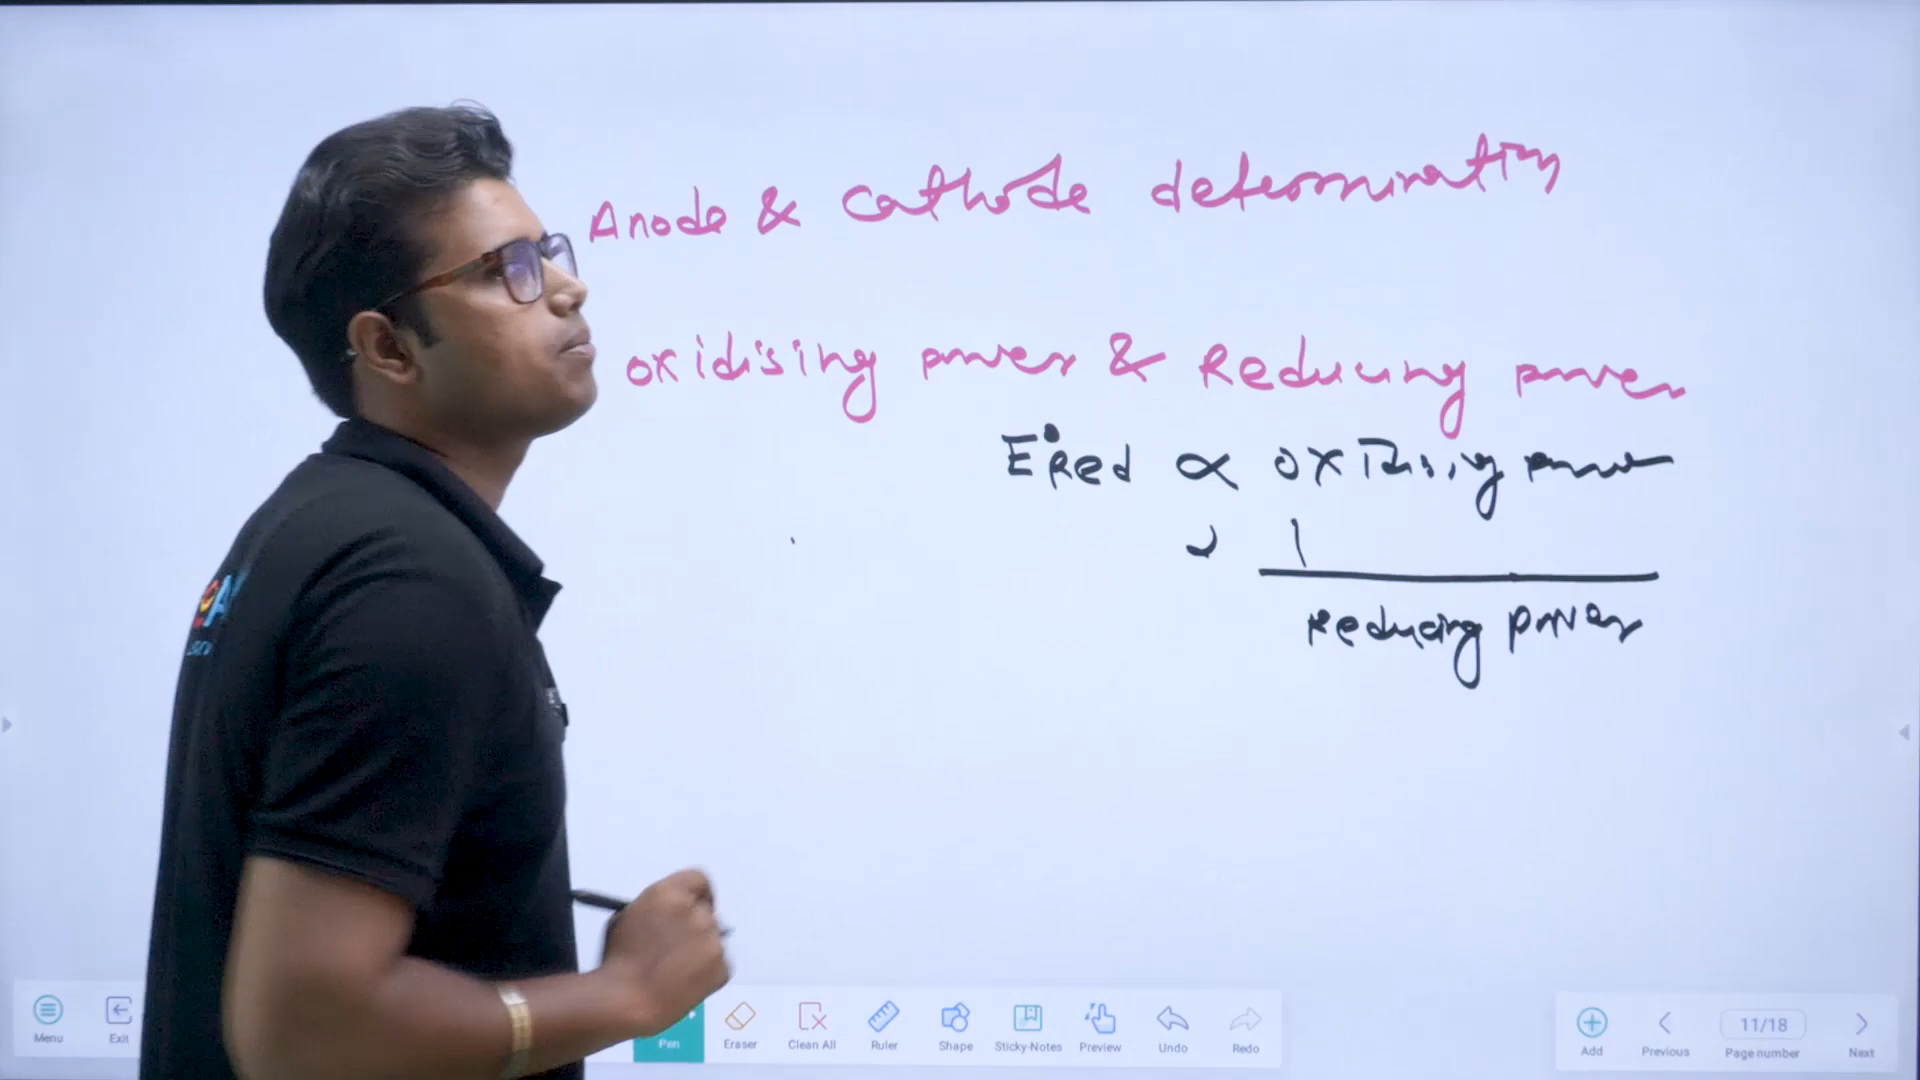 Anode & Cathode determination
oxidising power & Reducing power
E°Red ∝ oxidising power
1
reducing power
Menu
Exit
Pen
Eraser
Clean All
Ruler
Shape
Sticky-Notes
Preview
Undo
Redo
Add
Previous
11/18
Page number
Next